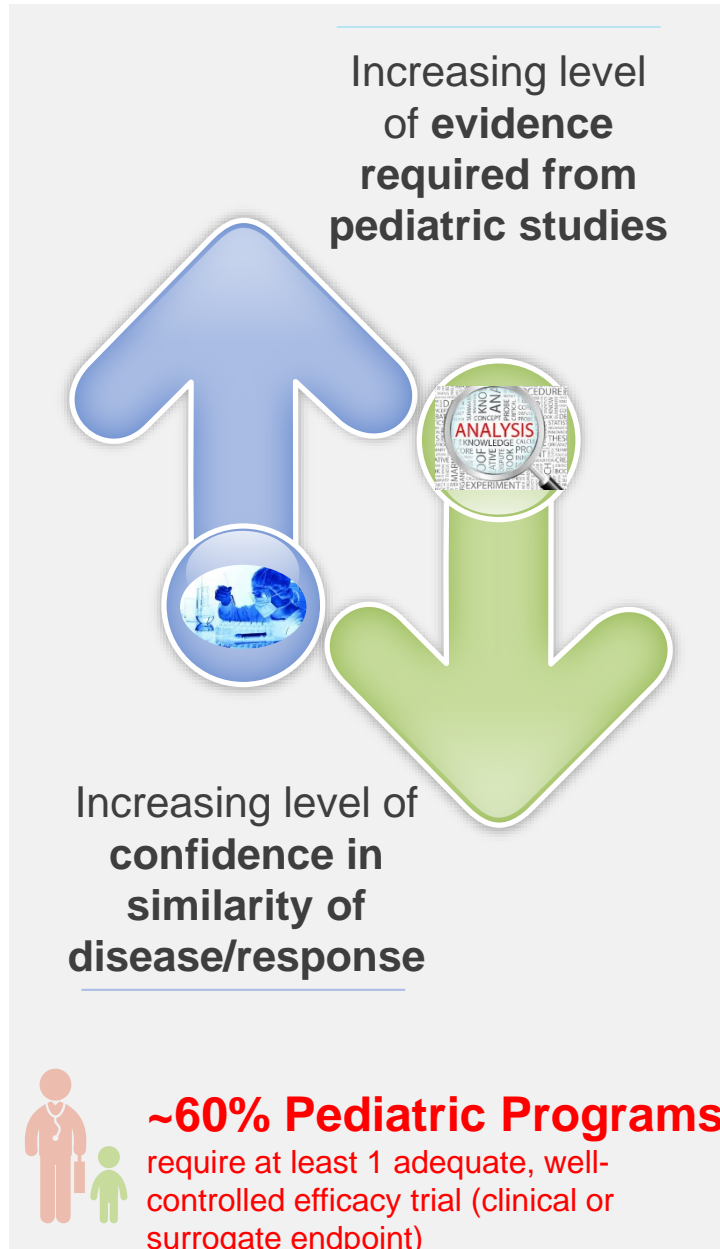 Increasing level
of evidence
required from
pediatric studies
ANALYSIS
KNOWLEDGE
EXPERIMENT
Increasing level of
confidence in
similarity of
disease/response
~60% Pediatric Programs
require at least 1 adequate, well-
controlled efficacy trial (clinical or
surrogate endpoint)